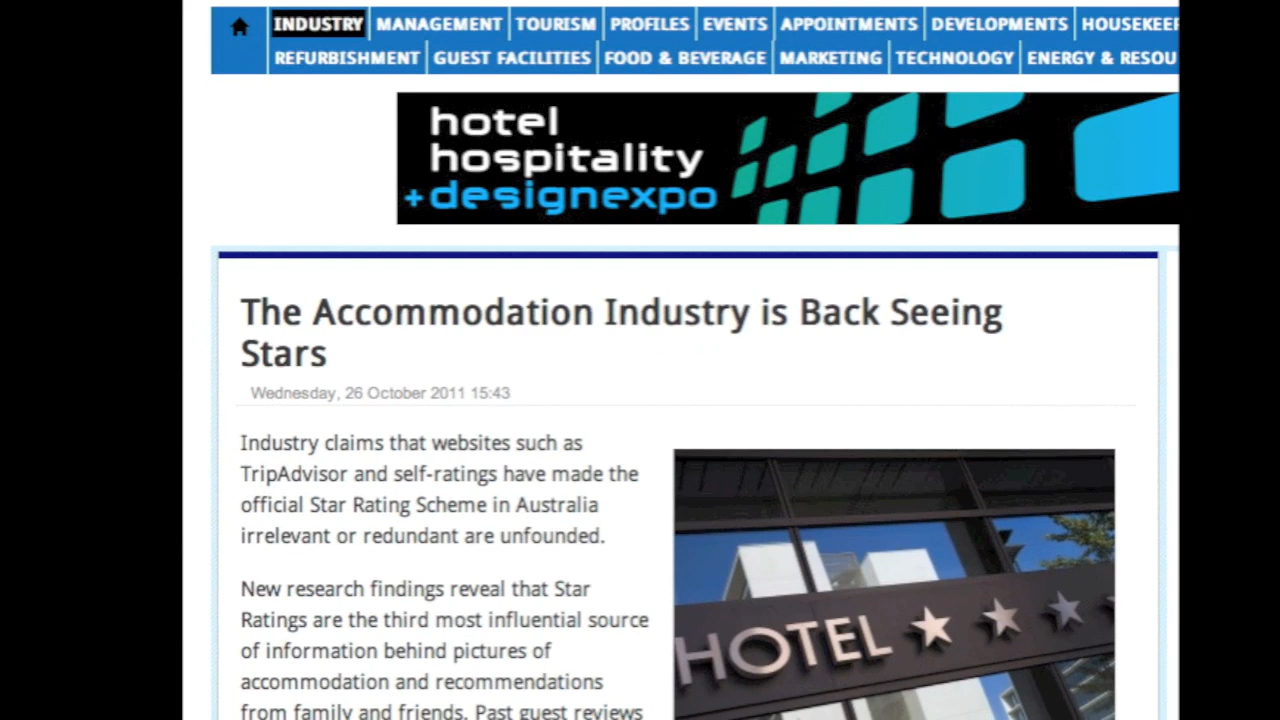 INDUSTRY MANAGEMENT TOURISM PROFILES EVENTS APPOINTMENTS DEVELOPMENTS HOUSEKEEP
REFURBISHMENT GUEST FACILITIES FOOD & BEVERAGE MARKETING TECHNOLOGY ENERGY & RESOU
hotel
hospitality
+designexpo
The Accommodation Industry is Back Seeing
Stars
Wednesday, 26 October 2011 15:43
Industry claims that websites such as
TripAdvisor and self-ratings have made the
official Star Rating Scheme in Australia
irrelevant or redundant are unfounded.
New research findings reveal that Star
Ratings are the third most influential source
of information behind pictures of
accommodation and recommendations
from family and friends. Past guest reviews
HOTEL